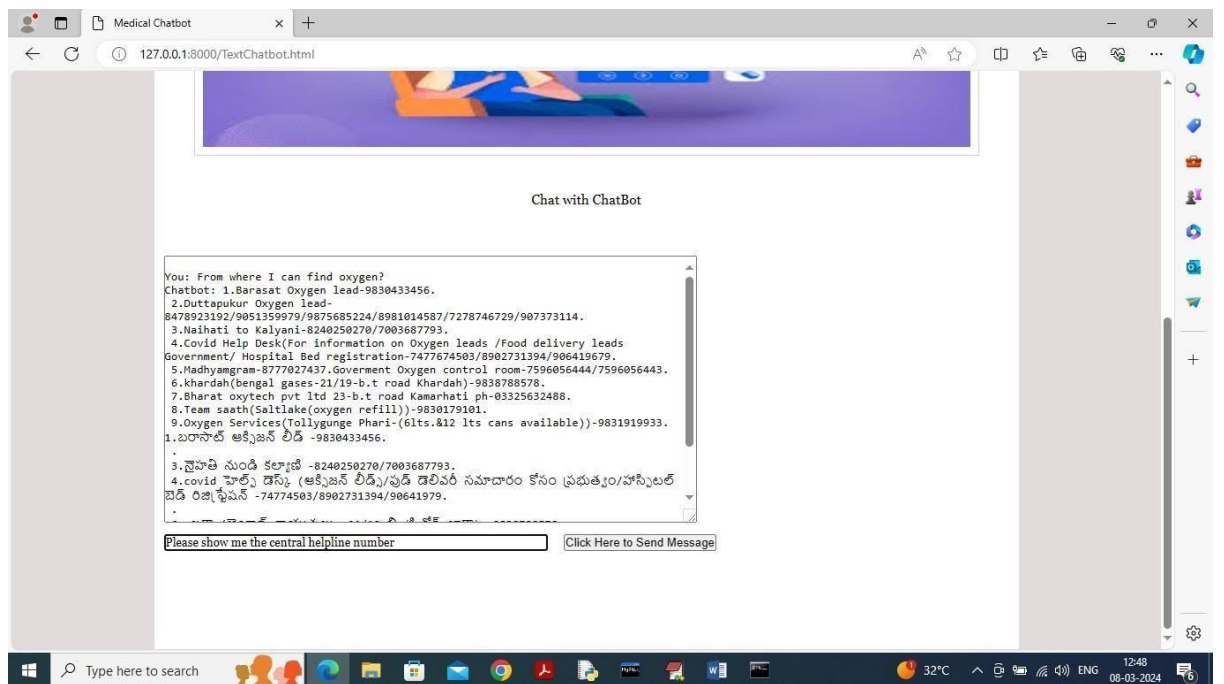 Medical Chatbot
127.0.0.1:8000/TextChatbot.html
Chat with ChatBot
You: From where I can find oxygen?
Chatbot: 1.Barasat Oxygen lead-9830433456.
2.Duttapukur Oxygen lead-
8478923192/9051359979/9875685224/8981014587/7278746729/907373114.
3.Naihati to Kalyani-8240250270/7003687793.
4.Covid Help Desk(For information on Oxygen leads /Food delivery leads
Government/ Hospital Bed registration-7477674503/8902731394/906419679.
5.Madhyamgram-8777027437.Goverment Oxygen control room-7596056444/7596056443.
6.khardah(bengal gases-21/19-b.t road Khardah)-9838788578.
7.Bharat oxytech pvt ltd 23-b.t road Kamarhati ph-03325632488.
8.Team saath(Saltlake(oxygen refill))-9830179101.
9.Oxygen Services(Tollygunge Phari-(6lts.&12 lts cans available))-9831919933.
1.బరాసాట్ ఆక్సిజన్ లీడ్ -9830433456.
.
3.నైహతి నుండి కల్యాణి -8240250270/7003687793.
4.covid హెల్ప్ డెస్క్ (ఆక్సిజన్ లీడ్స్/ఫుడ్ డెలివరీ సమాచారం కోసం ప్రభుత్వం/హాస్పిటల్
బెడ్ రిజిస్ట్రేషన్ -74774503/8902731394/90641979.
.
Please show me the central helpline number
Click Here to Send Message
Type here to search
32°C
ENG
12:48
08-03-2024